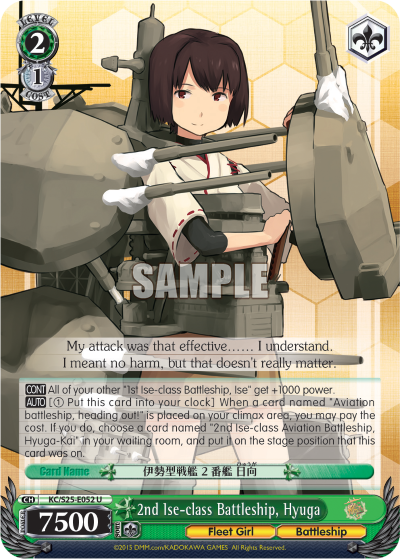 LEVEL
2
1
COST
SAMPLE
My attack was that effective…… I understand.
I meant no harm, but that doesn't really matter.
CONT All of your other "1st Ise-class Battleship, Ise" get +1000 power.
AUTO [① Put this card into your clock] When a card named "Aviation
battleship, heading out!" is placed on your climax area, you may pay the
cost. If you do, choose a card named "2nd Ise-class Aviation Battleship,
Hyuga-Kai" in your waiting room, and put it on the stage position that this
card was on.
Card Name 伊勢型戦艦 2 番艦 日向
ひゅうが
CH KC/S25-E052 U
POWER 7500
2nd Ise-class Battleship, Hyuga
Fleet Girl Battleship
©2015 DMM.com/KADOKAWA GAMES All Rights Reserved.